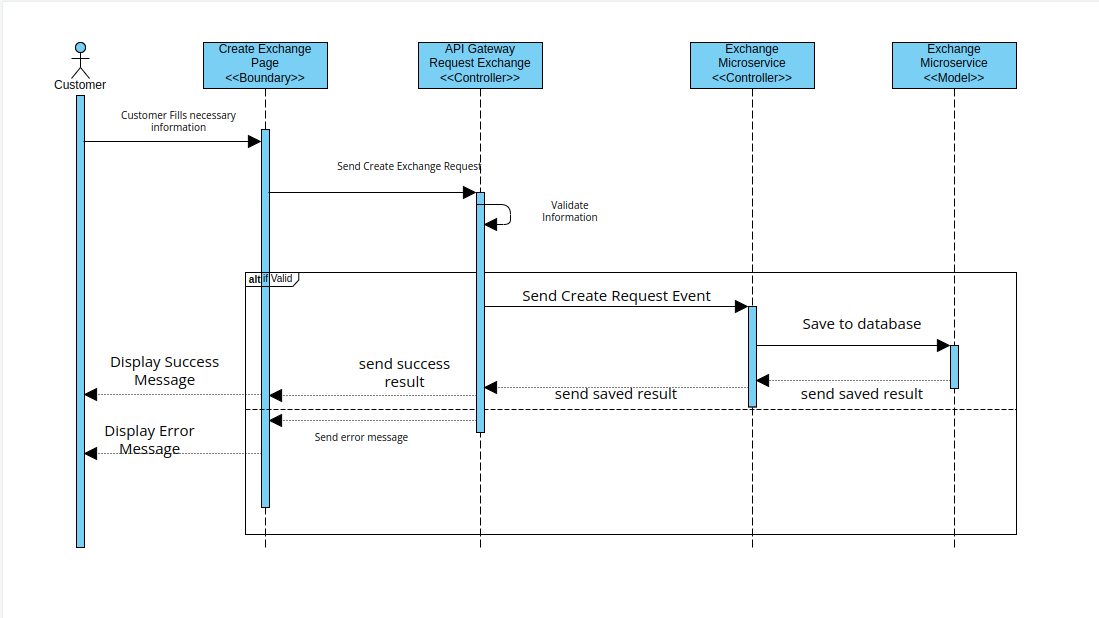 Create Exchange
Page
<<Boundary>>
API Gateway
Request Exchange
<<Controller>>
Exchange
Microservice
<<Controller>>
Exchange
Microservice
<<Model>>
Customer
Customer Fills necessary
information
Send Create Exchange Request
Validate
Information
alt if Valid
Send Create Request Event
Save to database
Display Success
Message
send success
result
send saved result
send saved result
Display Error
Message
Send error message